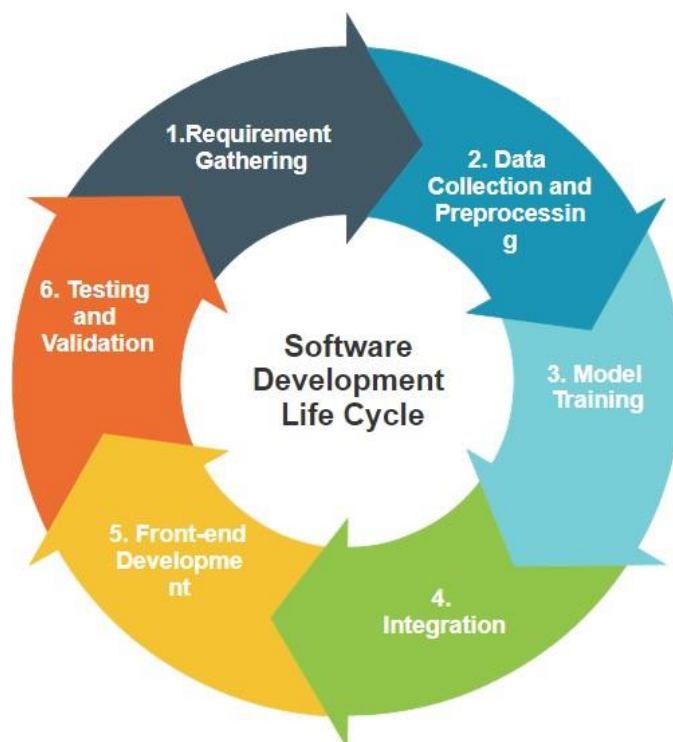 1.Requirement
Gathering
2. Data
Collection and
Preprocessin
g
3. Model
Training
4.
Integration
5. Front-end
Developme
nt
6. Testing
and
Validation
Software
Development
Life Cycle